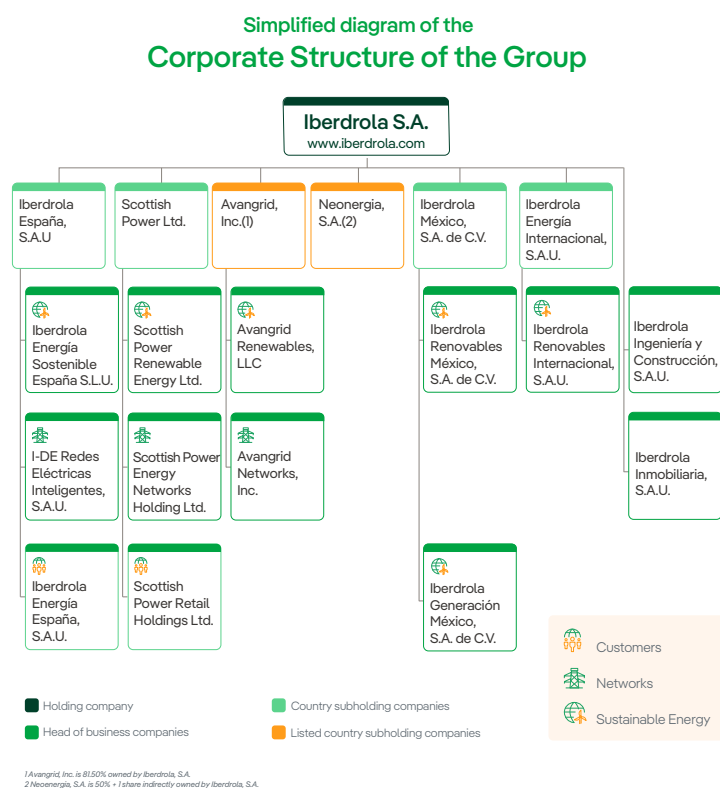 Simplified diagram of the
Corporate Structure of the Group
Iberdrola S.A.
www.iberdrola.com
Iberdrola
España,
S.A.U
Scottish
Power Ltd.
Avangrid,
Inc.(1)
Neonergia,
S.A.(2)
Iberdrola
México,
S.A. de C.V.
Iberdrola
Energía
Internacional,
S.A.U.
Iberdrola
Energía
Sostenible
España S.L.U.
Scottish
Power
Renewable
Energy Ltd.
Avangrid
Renewables,
LLC
Iberdrola
Renovables
México,
S.A. de C.V.
Iberdrola
Renovables
Internacional,
S.A.U.
Iberdrola
Ingeniería y
Construcción,
S.A.U.
I-DE Redes
Eléctricas
Inteligentes,
S.A.U.
Scottish Power
Energy
Networks
Holding Ltd.
Avangrid
Networks,
Inc.
Iberdrola
Inmobiliaria,
S.A.U.
Iberdrola
Energía
España,
S.A.U.
Scottish
Power Retail
Holdings Ltd.
Iberdrola
Generación
México,
S.A. de C.V.
Customers
Networks
Sustainable Energy
Holding company
Country subholding companies
Head of business companies
Listed country subholding companies
1 Avangrid, Inc. is 81.50% owned by Iberdrola, S.A.
2 Neoenergia, S.A. is 50% + 1 share indirectly owned by Iberdrola, S.A.